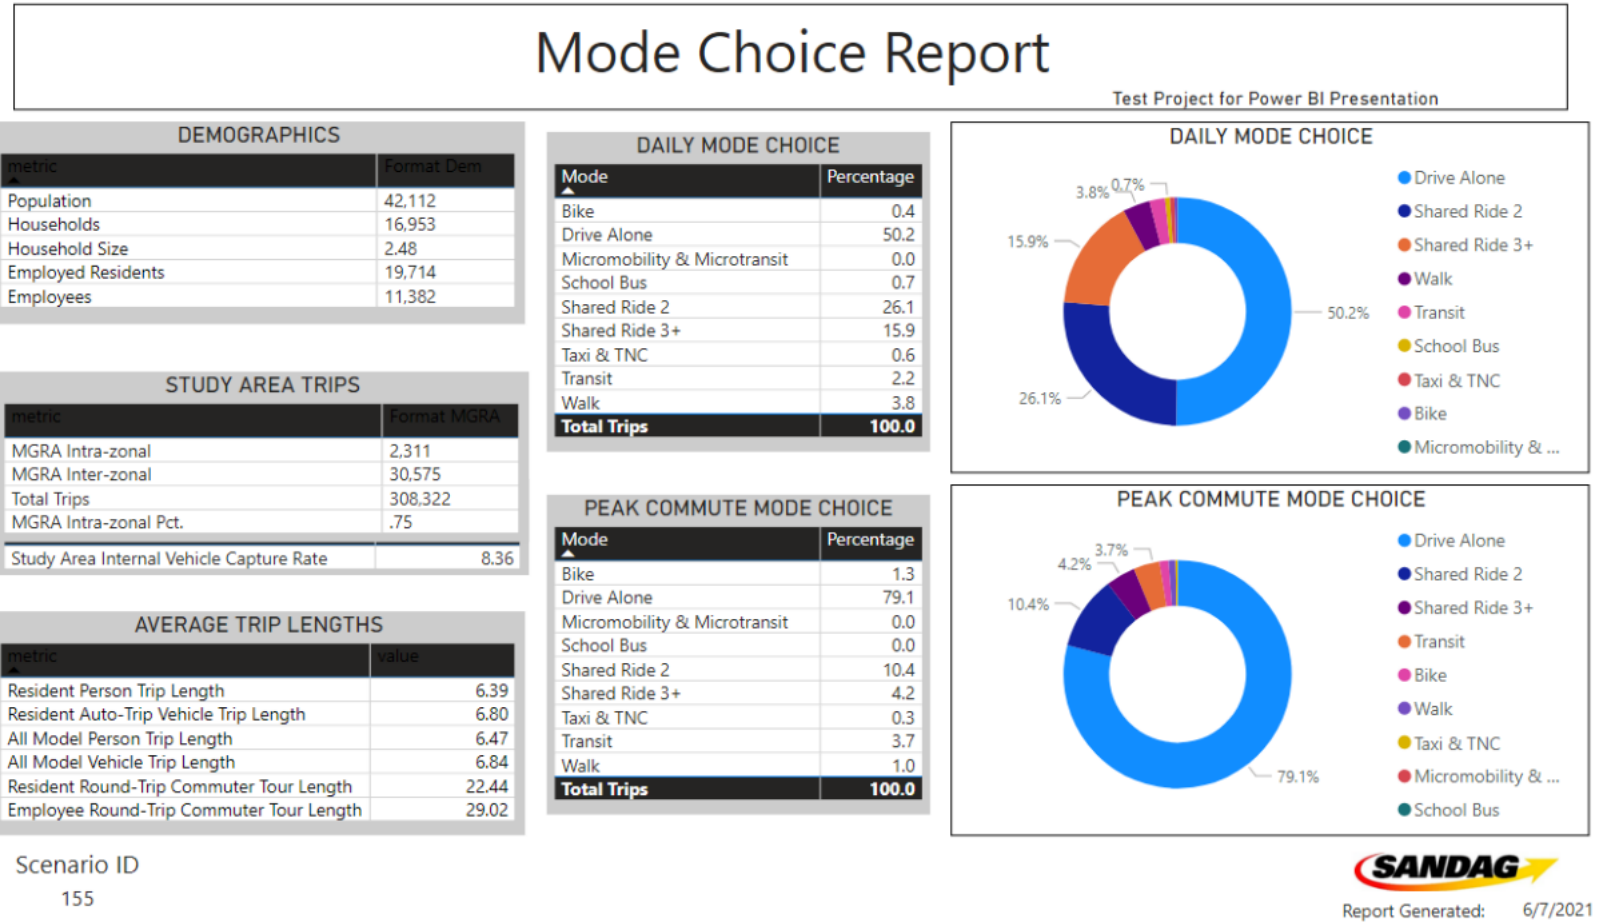 Mode Choice Report
Test Project for Power BI Presentation
DEMOGRAPHICS
metric Format Dem
Population 42,112
Households 16,953
Household Size 2.48
Employed Residents 19,714
Employees 11,382
STUDY AREA TRIPS
metric Format MGRA
MGRA Intra-zonal 2,311
MGRA Inter-zonal 30,575
Total Trips 308,322
MGRA Intra-zonal Pct. .75
Study Area Internal Vehicle Capture Rate 8.36
AVERAGE TRIP LENGTHS
metric value
Resident Person Trip Length 6.39
Resident Auto-Trip Vehicle Trip Length 6.80
All Model Person Trip Length 6.47
All Model Vehicle Trip Length 6.84
Resident Round-Trip Commuter Tour Length 22.44
Employee Round-Trip Commuter Tour Length 29.02
Scenario ID
155
DAILY MODE CHOICE
Mode Percentage
Bike 0.4
Drive Alone 50.2
Micromobility & Microtransit 0.0
School Bus 0.7
Shared Ride 2 26.1
Shared Ride 3+ 15.9
Taxi & TNC 0.6
Transit 2.2
Walk 3.8
Total Trips 100.0
PEAK COMMUTE MODE CHOICE
Mode Percentage
Bike 1.3
Drive Alone 79.1
Micromobility & Microtransit 0.0
School Bus 0.0
Shared Ride 2 10.4
Shared Ride 3+ 4.2
Taxi & TNC 0.3
Transit 3.7
Walk 1.0
Total Trips 100.0
DAILY MODE CHOICE
3.8% 0.7%
15.9%
50.2%
26.1%
Drive Alone
Shared Ride 2
Shared Ride 3+
Walk
Transit
School Bus
Taxi & TNC
Bike
Micromobility & ...
PEAK COMMUTE MODE CHOICE
3.7%
4.2%
10.4%
79.1%
Drive Alone
Shared Ride 2
Shared Ride 3+
Transit
Bike
Walk
Taxi & TNC
Micromobility & ...
School Bus
SANDAG
Report Generated: 6/7/2021